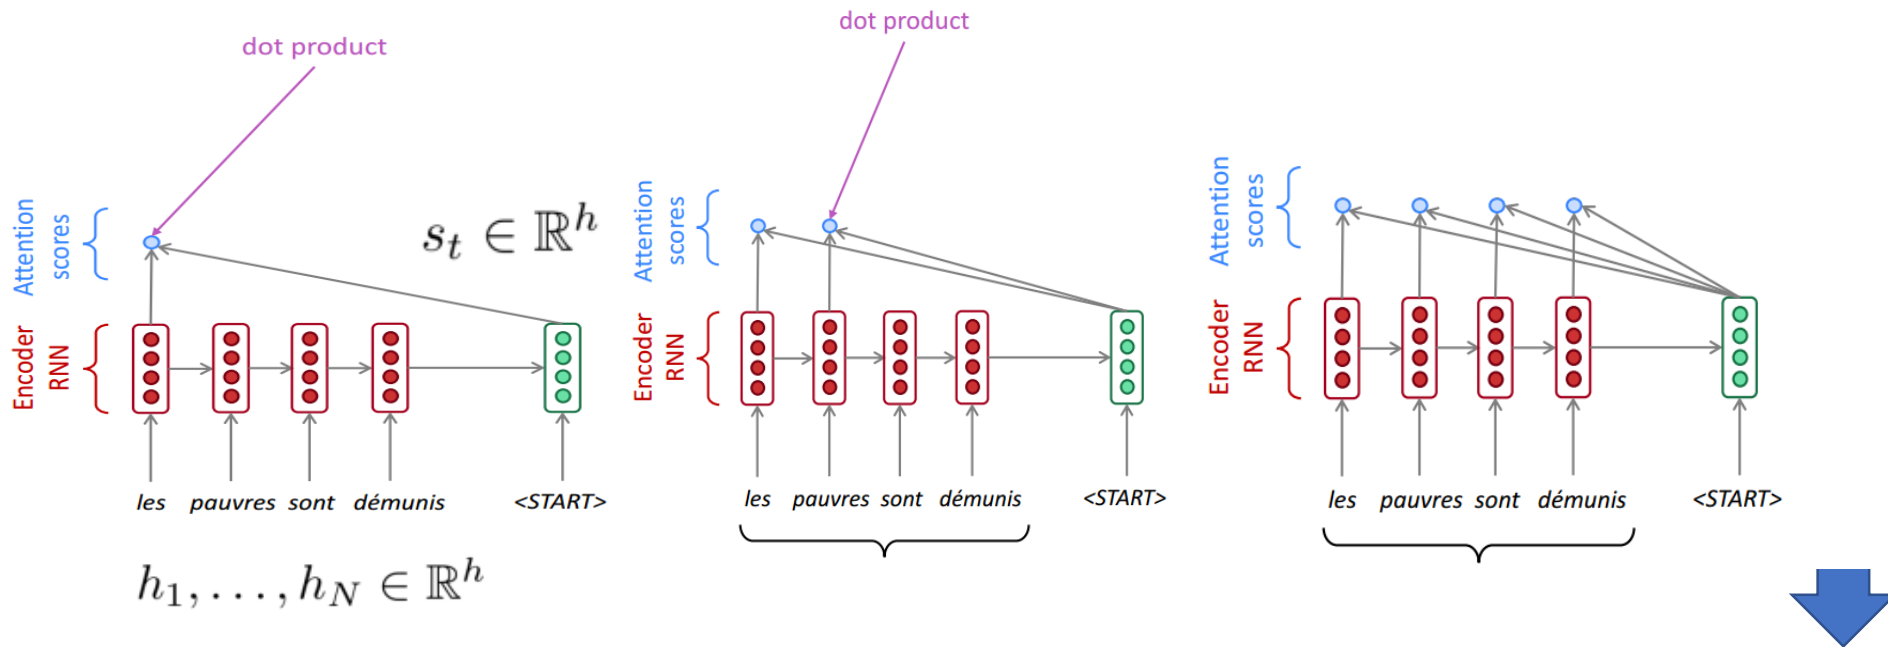 dot product
Attention
scores
s_t ∈ ℝ^h
Encoder
RNN
les pauvres sont démunis <START>
h_1, . . . , h_N ∈ ℝ^h
dot product
Attention
scores
Encoder
RNN
les pauvres sont démunis <START>
Attention
scores
Encoder
RNN
les pauvres sont démunis <START>